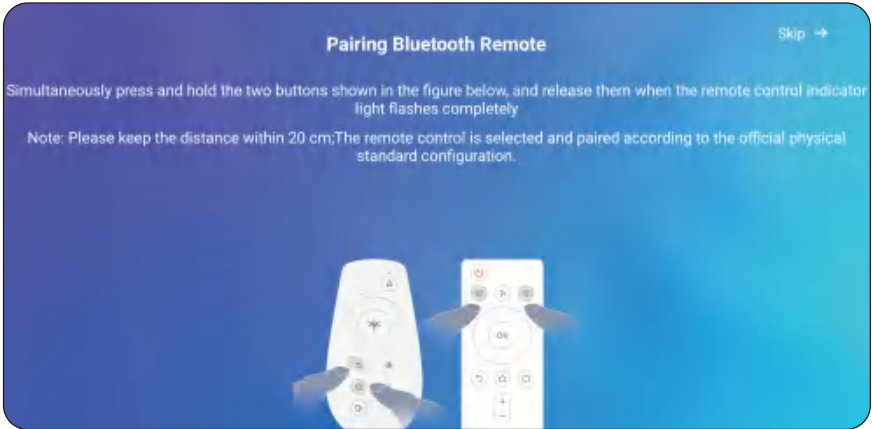 Skip →
Pairing Bluetooth Remote
Simultaneously press and hold the two buttons shown in the figure below, and release them when the remote control indicator
light flashes completely
Note: Please keep the distance within 20 cm;The remote control is selected and paired according to the official physical
standard configuration.
OK
+
−